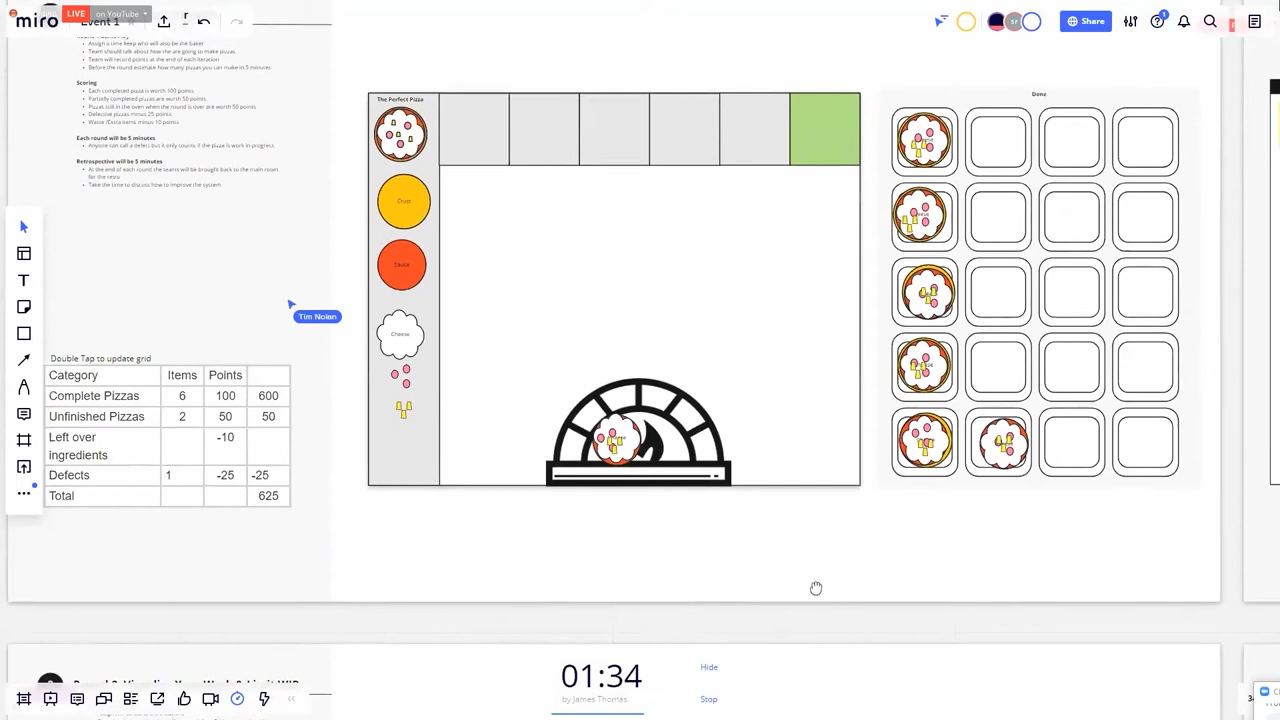 miro
LIVE on YouTube
Event 1
Share
SF
1
Assign a time keep who will also be the baker
Team should talk about how the are going to make pizzas
Team will record points at the end of each iteration
Before the round estimate how many pizzas you can make in 5 minutes
Scoring
Each completed pizza is worth 100 points
Partially completed pizzas are worth 50 points
Pizzas still in the oven when the round is over are worth 50 points
Defective pizzas minus 25 points
Waste /Extra items minus 10 points
Each round will be 5 minutes
Anyone can call a defect but it only counts if the pizza is work in progress
Retrospective will be 5 minutes
At the end of each round the teams will be brought back to the main room
for the retro
Take the time to discuss how to improve the system
Tim Nolan
Double Tap to update grid
Category Items Points
Complete Pizzas 6 100 600
Unfinished Pizzas 2 50 50
Left over ingredients -10
Defects 1 -25 -25
Total 625
The Perfect Pizza
Crust
Sauce
Cheese
Done
01:34
by James Thomas
Hide
Stop